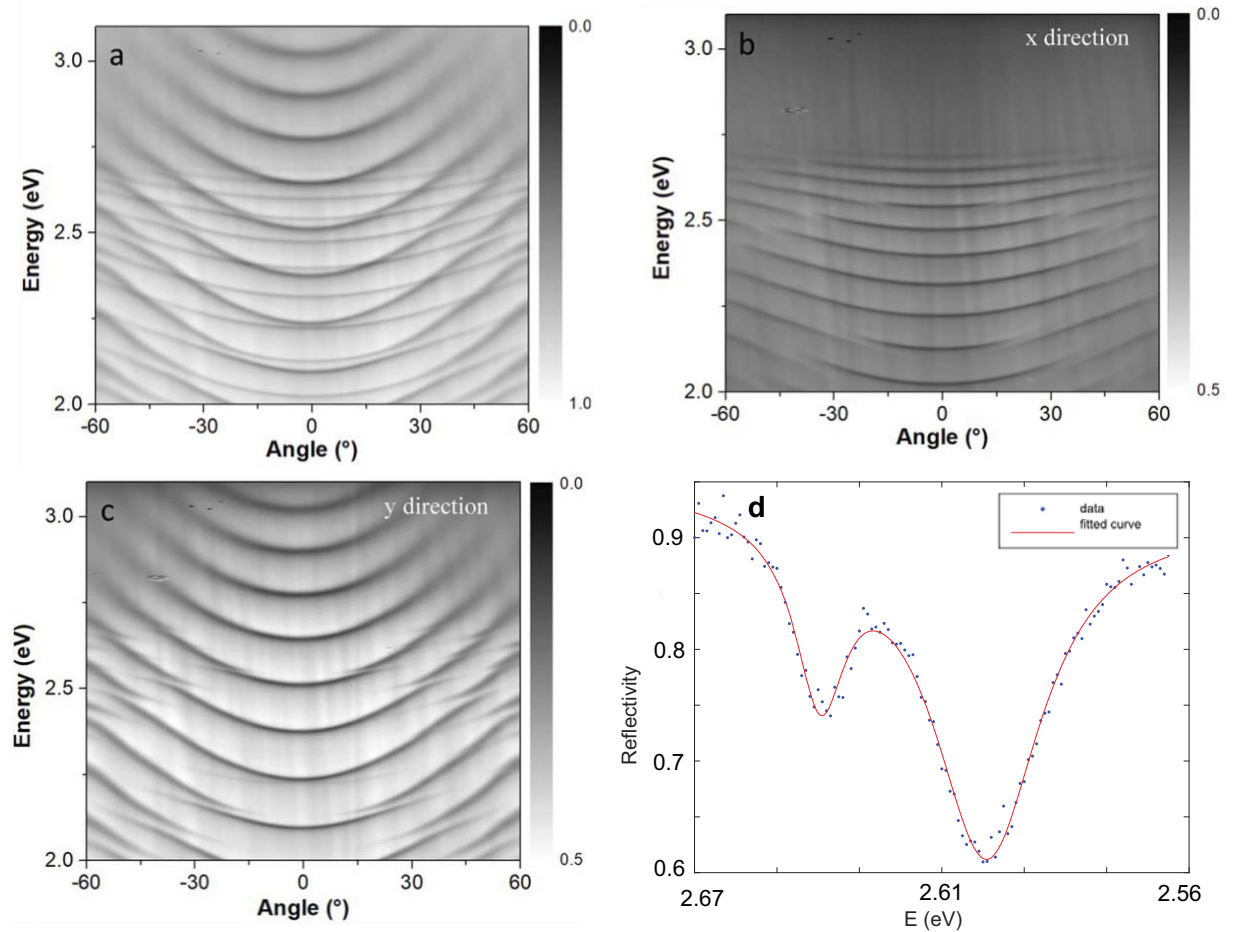 a
3.0
2.5
2.0
Energy (eV)
-60 -30 0 30 60
Angle (°)
0.0
1.0
b
x direction
3.0
2.5
2.0
Energy (eV)
-60 -30 0 30 60
Angle (°)
0.0
0.5
c
y direction
3.0
2.5
2.0
Energy (eV)
-60 -30 0 30 60
Angle (°)
0.0
0.5
d
data
fitted curve
0.9
0.8
0.7
0.6
Reflectivity
2.67 2.61 2.56
E (eV)